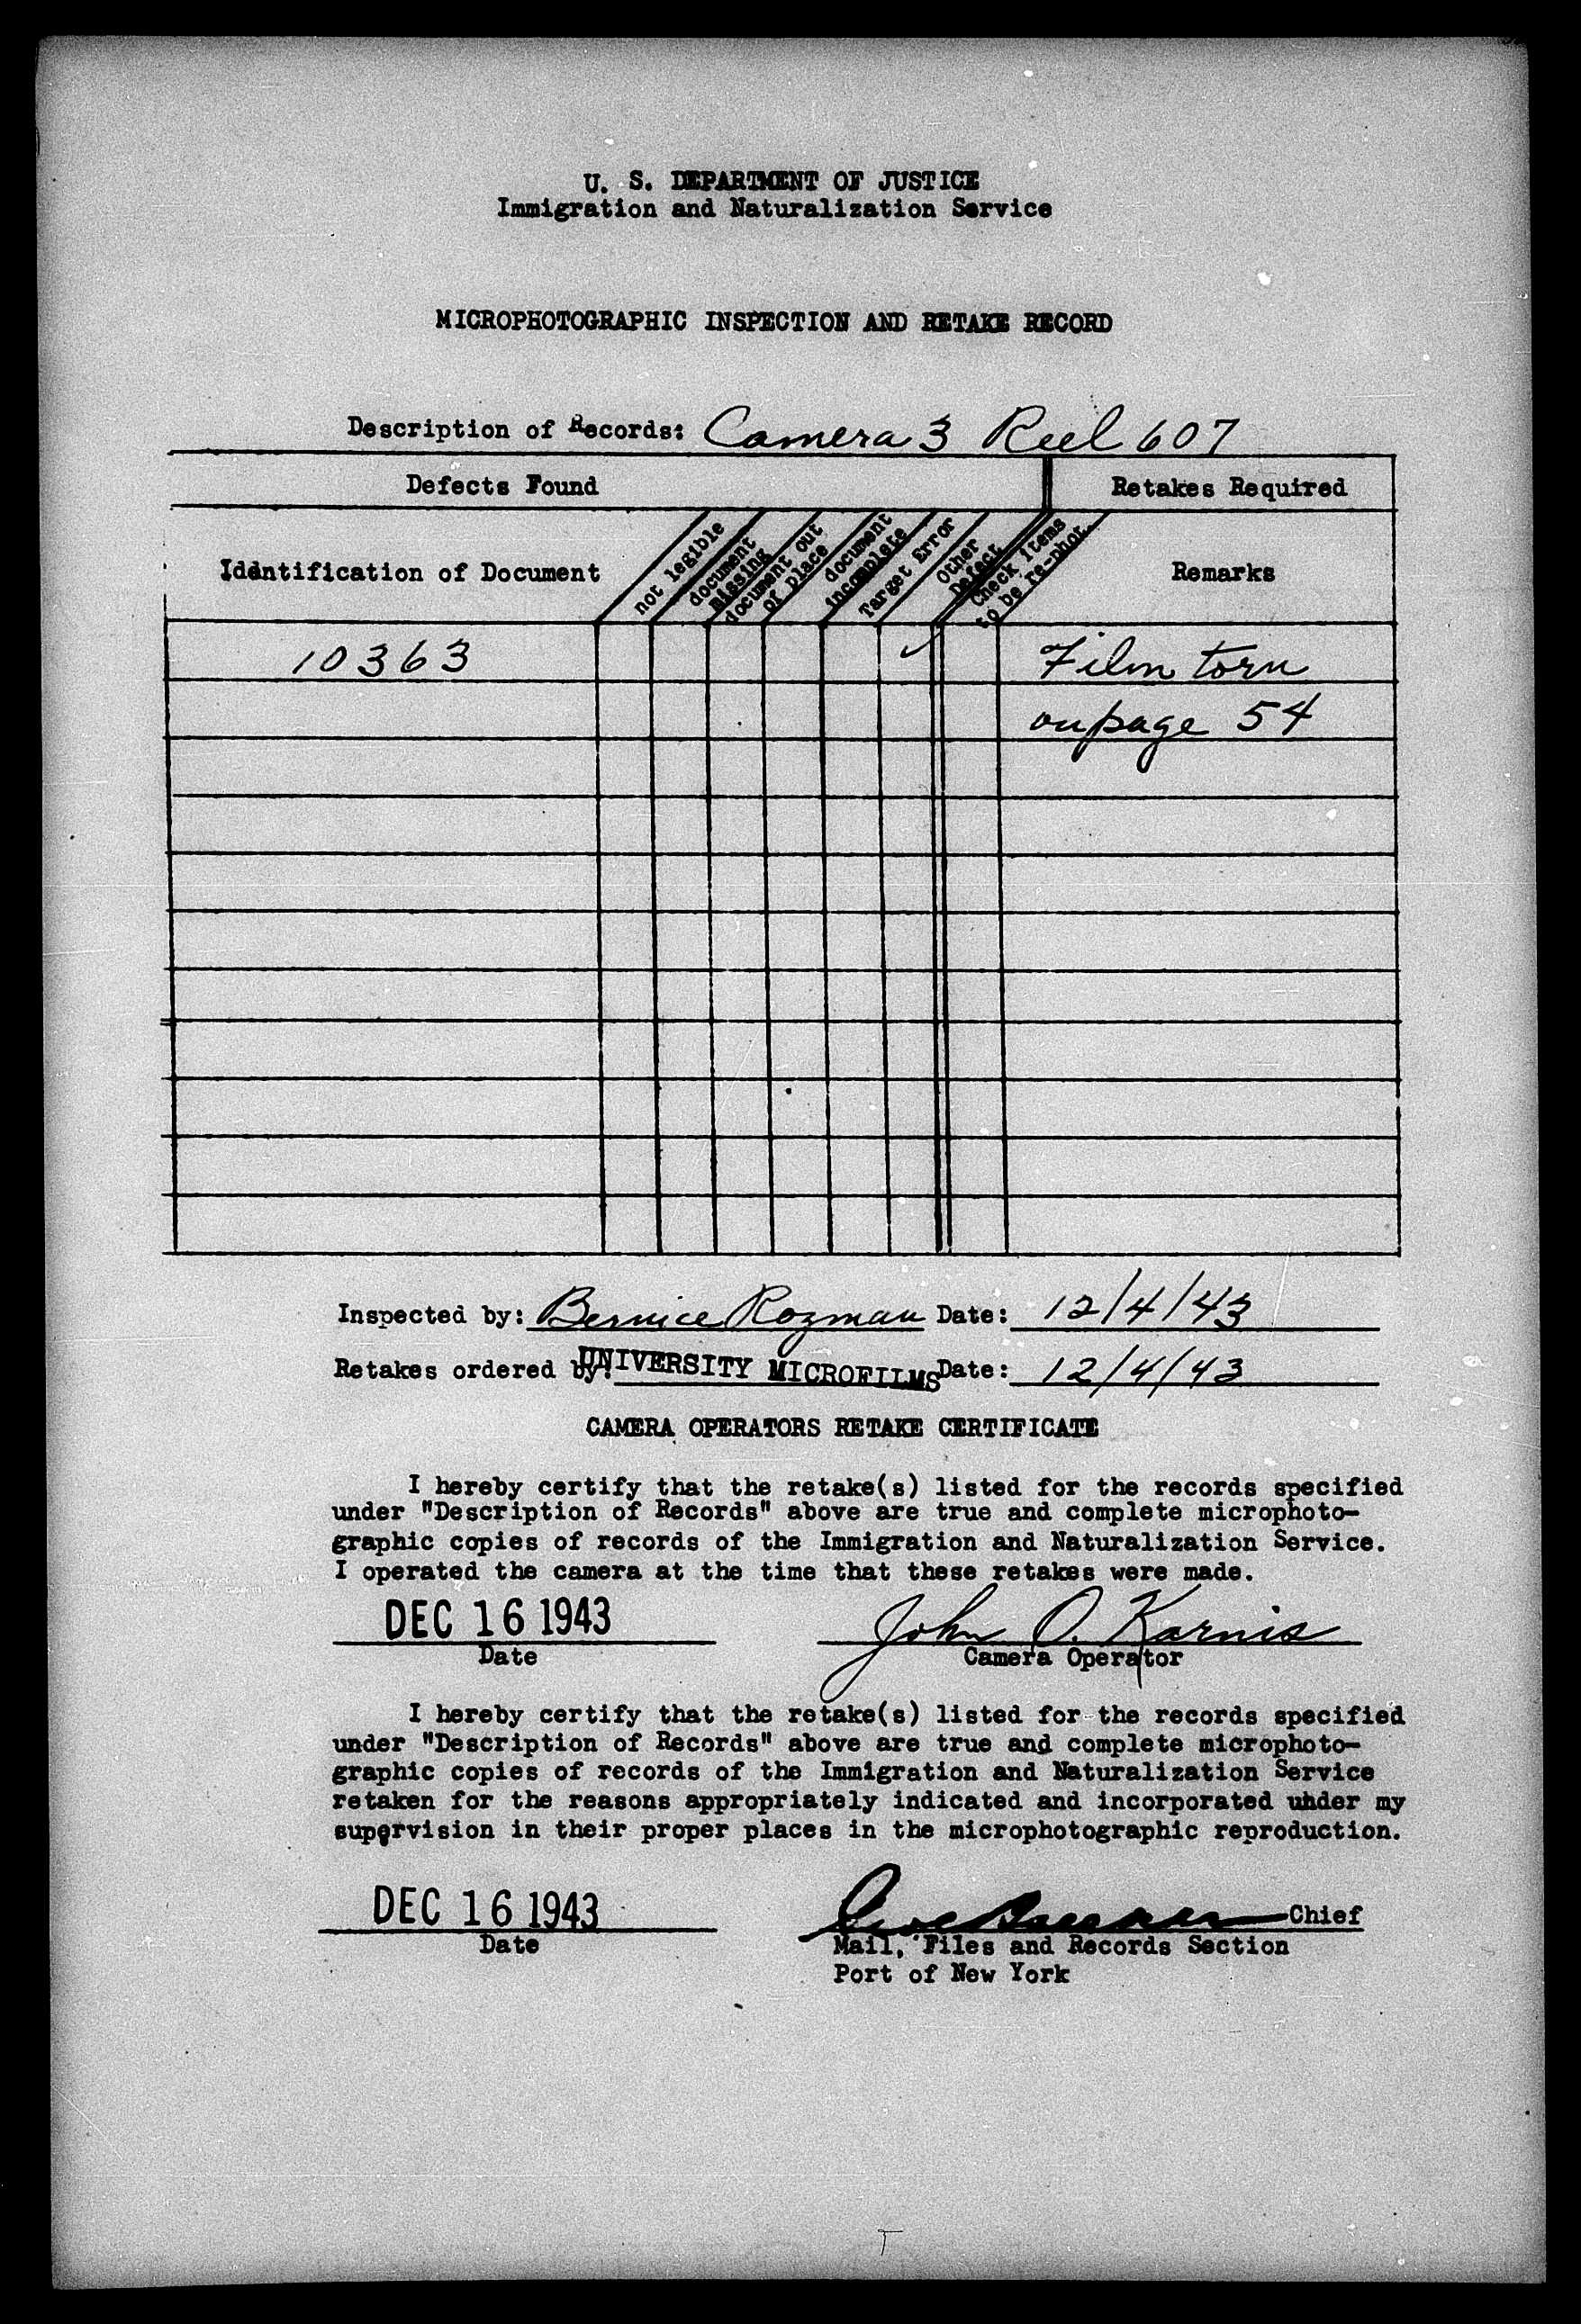 U. S. DEPARTMENT OF JUSTICE
Immigration and Naturalization Service
MICROPHOTOGRAPHIC INSPECTION AND RETAKE RECORD
Description of Records: Camera 3 Reel 607
Defects Found
Retakes Required
Identification of Document
not legible
document missing
document out of place
document incomplete
Target Error
Other Defect
Check items to be re-phot.
Remarks
10363 ✓ Film torn
on page 54
Inspected by: Bernice Rozman Date: 12/4/43
Retakes ordered by: UNIVERSITY MICROFILMS Date: 12/4/43
CAMERA OPERATORS RETAKE CERTIFICATE
I hereby certify that the retake(s) listed for the records specified
under "Description of Records" above are true and complete microphoto-
graphic copies of records of the Immigration and Naturalization Service.
I operated the camera at the time that these retakes were made.
DEC 16 1943 John O. Karnis
Date Camera Operator
I hereby certify that the retake(s) listed for the records specified
under "Description of Records" above are true and complete microphoto-
graphic copies of records of the Immigration and Naturalization Service
retaken for the reasons appropriately indicated and incorporated under my
supervision in their proper places in the microphotographic reproduction.
DEC 16 1943 Chief
Date Mail, Files and Records Section
Port of New York